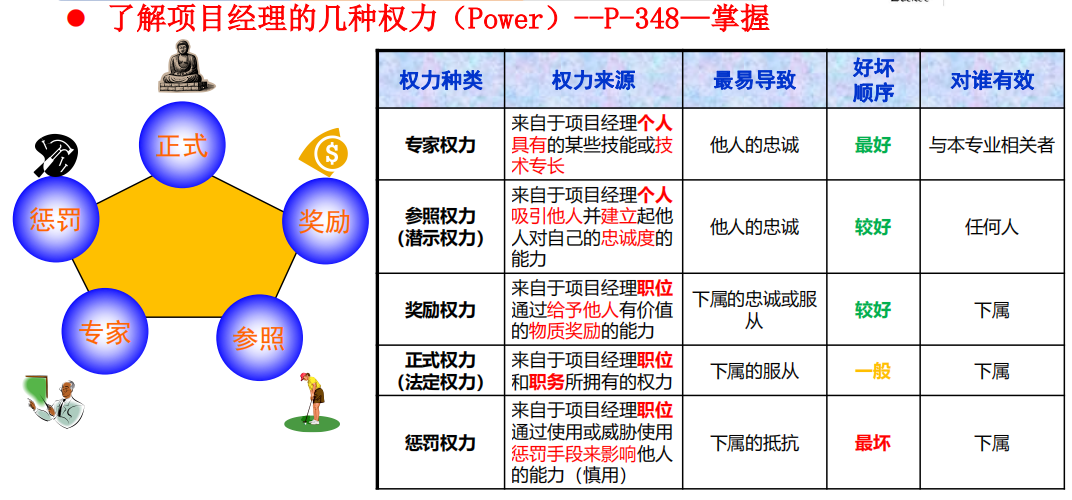 ● 了解项目经理的几种权力（Power）--P-348—掌握
正式
惩罚
奖励
专家
参照
权力种类 权力来源 最易导致 好坏
顺序 对谁有效
专家权力
来自于项目经理个人
具有的某些技能或技
术专长
他人的忠诚
最好
与本专业相关者
参照权力
（潜示权力）
来自于项目经理个人
吸引他人并建立起他
人对自己的忠诚度的
能力
他人的忠诚
较好
任何人
奖励权力
来自于项目经理职位
通过给予他人有价值
的物质奖励的能力
下属的忠诚或服
从
较好
下属
正式权力
（法定权力）
来自于项目经理职位
和职务所拥有的权力
下属的服从
一般
下属
惩罚权力
来自于项目经理职位
通过使用或威胁使用
惩罚手段来影响他人
的能力（慎用）
下属的抵抗
最坏
下属